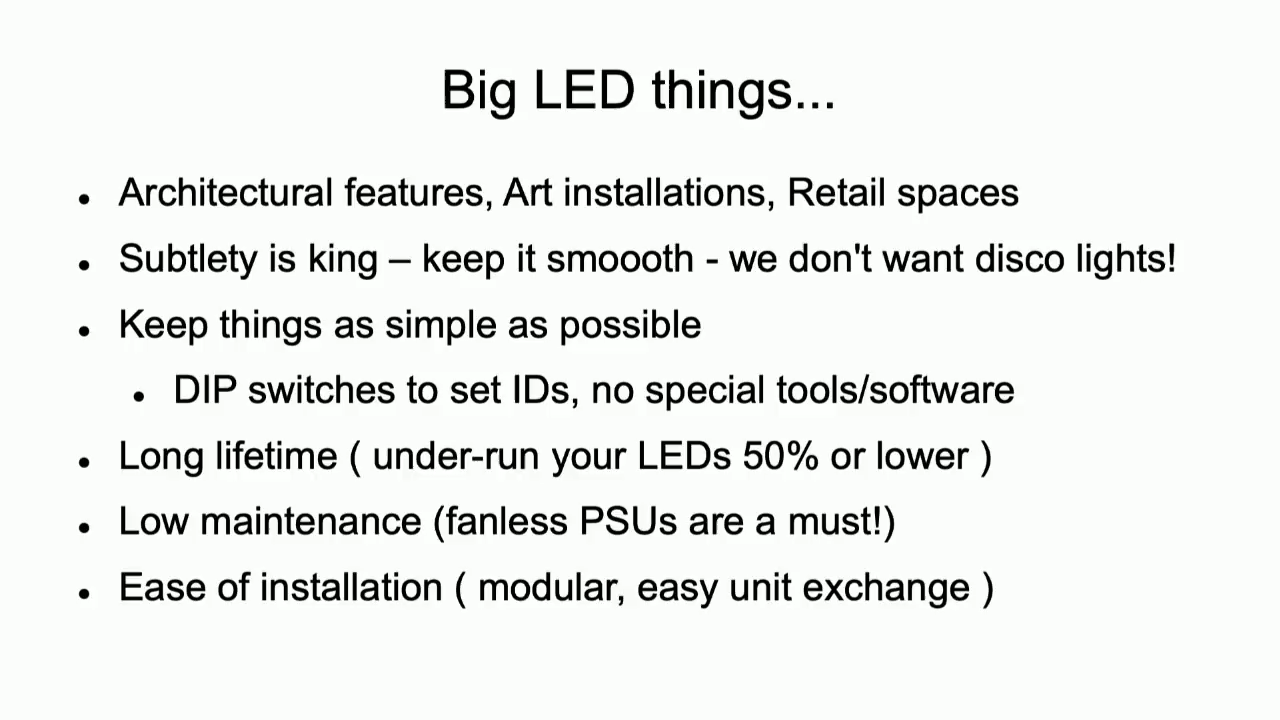 Big LED things...
• Architectural features, Art installations, Retail spaces
• Subtlety is king – keep it smoooth - we don't want disco lights!
• Keep things as simple as possible
• DIP switches to set IDs, no special tools/software
• Long lifetime ( under-run your LEDs 50% or lower )
• Low maintenance (fanless PSUs are a must!)
• Ease of installation ( modular, easy unit exchange )